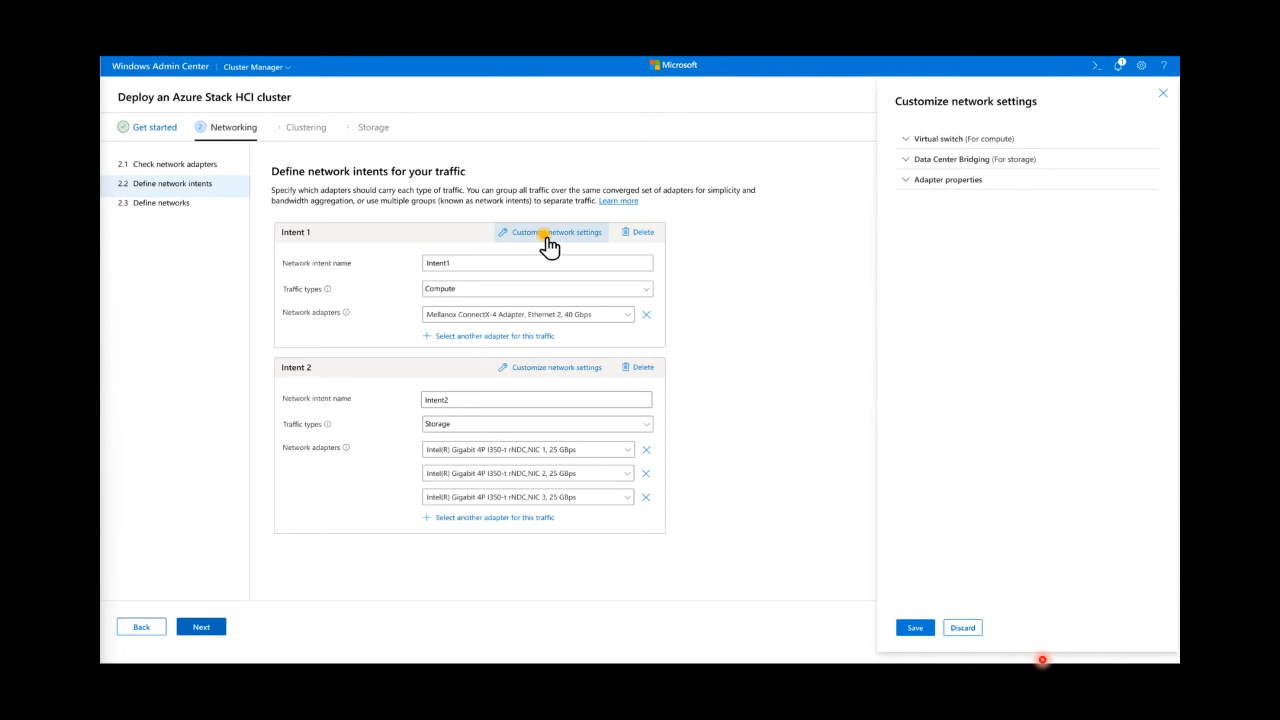 Windows Admin Center | Cluster Manager
Microsoft
1
?
Deploy an Azure Stack HCI cluster
Get started
2 Networking
Clustering
Storage
2.1 Check network adapters
2.2 Define network intents
2.3 Define networks
Define network intents for your traffic
Specify which adapters should carry each type of traffic. You can group all traffic over the same converged set of adapters for simplicity and
bandwidth aggregation, or use multiple groups (known as network intents) to separate traffic. Learn more
Intent 1
Customize network settings
Delete
Network intent name
Intent1
Traffic types
Compute
Network adapters
Mellanox ConnectX-4 Adapter, Ethernet 2, 40 Gbps
+ Select another adapter for this traffic
Intent 2
Customize network settings
Delete
Network intent name
Intent2
Traffic types
Storage
Network adapters
Intel(R) Gigabit 4P I350-t rNDC,NIC 1, 25 GBps
Intel(R) Gigabit 4P I350-t rNDC,NIC 2, 25 GBps
Intel(R) Gigabit 4P I350-t rNDC,NIC 3, 25 GBps
+ Select another adapter for this traffic
Back
Next
Customize network settings
Virtual switch (For compute)
Data Center Bridging (For storage)
Adapter properties
Save
Discard